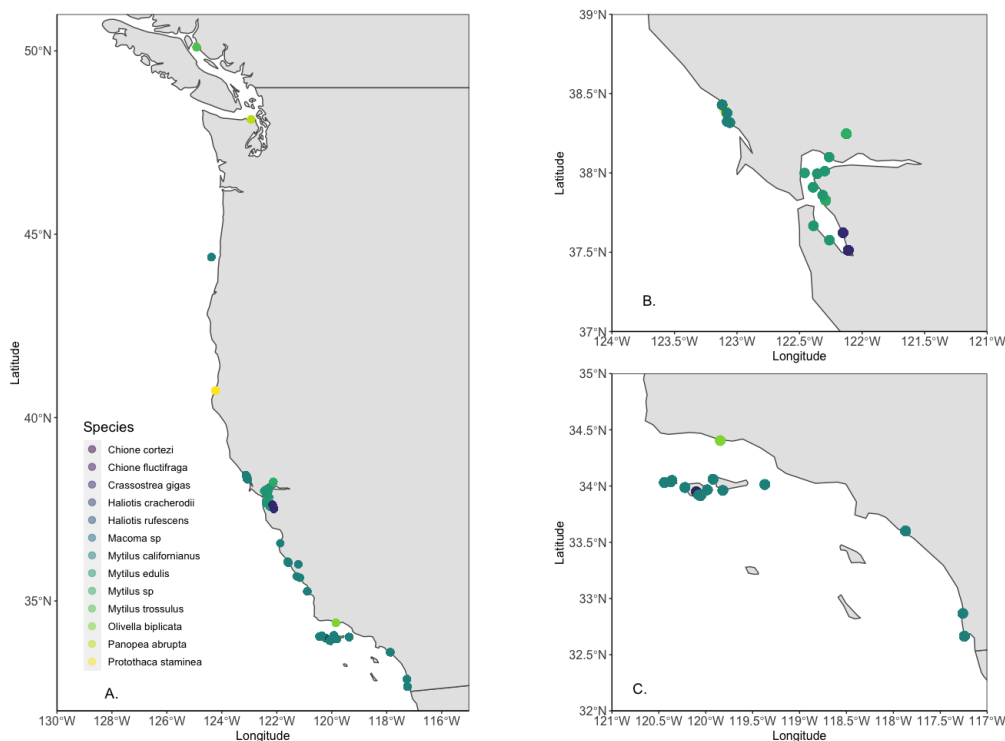 50°N
45°N
40°N
35°N
Latitude
Species
Chione cortezi
Chione fluctifraga
Crassostrea gigas
Haliotis cracherodii
Haliotis rufescens
Macoma sp
Mytilus californianus
Mytilus edulis
Mytilus sp
Mytilus trossulus
Olivella biplicata
Panopea abrupta
Protothaca staminea
A.
130°W 128°W 126°W 124°W 122°W 120°W 118°W 116°W
Longitude
39°N
38.5°N
38°N
37.5°N
37°N
Latitude
B.
124°W 123.5°W 123°W 122.5°W 122°W 121.5°W 121°W
Longitude
35°N
34.5°N
34°N
33.5°N
33°N
32.5°N
32°N
Latitude
C.
121°W 120.5°W 120°W 119.5°W 119°W 118.5°W 118°W 117.5°W 117°W
Longitude